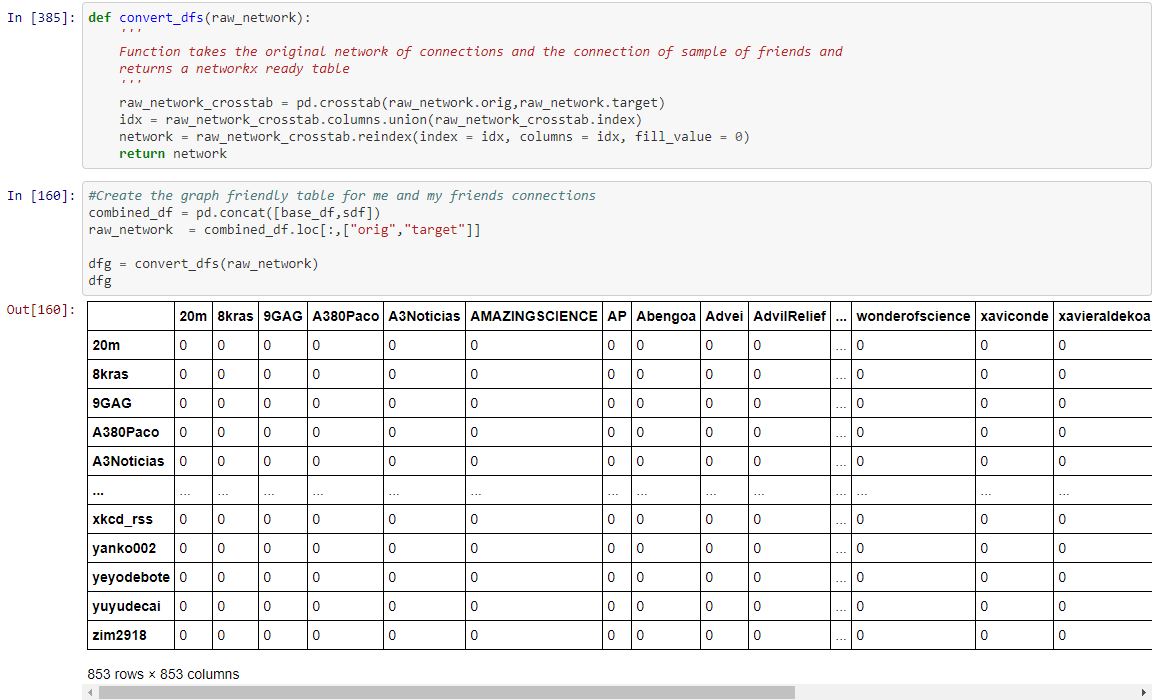 In [385]: def convert_dfs(raw_network):
'''
Function takes the original network of connections and the connection of sample of friends and
returns a networkx ready table
'''
raw_network_crosstab = pd.crosstab(raw_network.orig,raw_network.target)
idx = raw_network_crosstab.columns.union(raw_network_crosstab.index)
network = raw_network_crosstab.reindex(index = idx, columns = idx, fill_value = 0)
return network
In [160]: #Create the graph friendly table for me and my friends connections
combined_df = pd.concat([base_df,sdf])
raw_network  = combined_df.loc[:,["orig","target"]]
dfg = convert_dfs(raw_network)
dfg
Out[160]:
20m 8kras 9GAG A380Paco A3Noticias AMAZINGSCIENCE AP Abengoa Advei AdvilRelief ... wonderofscience xaviconde xavieraldekoa
20m 0 0 0 0 0 0 0 0 0 0 ... 0 0 0
8kras 0 0 0 0 0 0 0 0 0 0 ... 0 0 0
9GAG 0 0 0 0 0 0 0 0 0 0 ... 0 0 0
A380Paco 0 0 0 0 0 0 0 0 0 0 ... 0 0 0
A3Noticias 0 0 0 0 0 0 0 0 0 0 ... 0 0 0
... ... ... ... ... ... ... ... ... ... ... ... ... ... ...
xkcd_rss 0 0 0 0 0 0 0 0 0 0 ... 0 0 0
yanko002 0 0 0 0 0 0 0 0 0 0 ... 0 0 0
yeyodebote 0 0 0 0 0 0 0 0 0 0 ... 0 0 0
yuyudecai 0 0 0 0 0 0 0 0 0 0 ... 0 0 0
zim2918 0 0 0 0 0 0 0 0 0 0 ... 0 0 0
853 rows × 853 columns